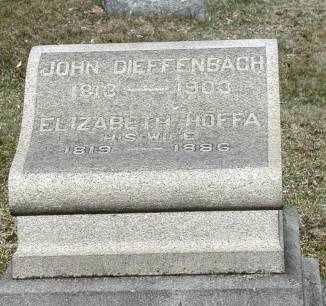 JOHN DIEFFENBACH
1813 — 1903
ELIZABETH HOFFA
HIS WIFE
1819 — 1886